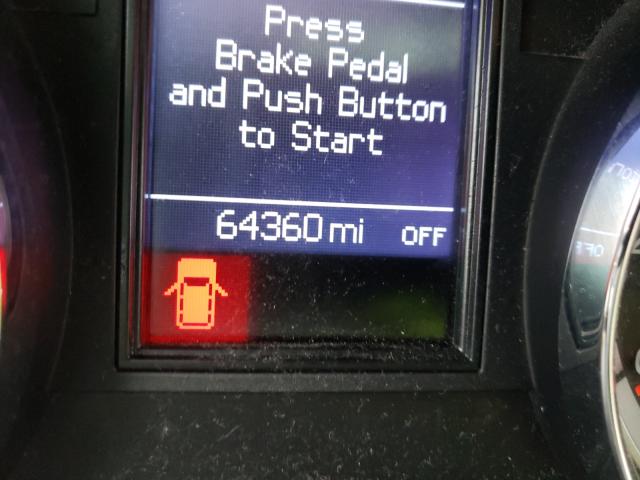 Press
Brake Pedal
and Push Button
to Start
64360 mi OFF